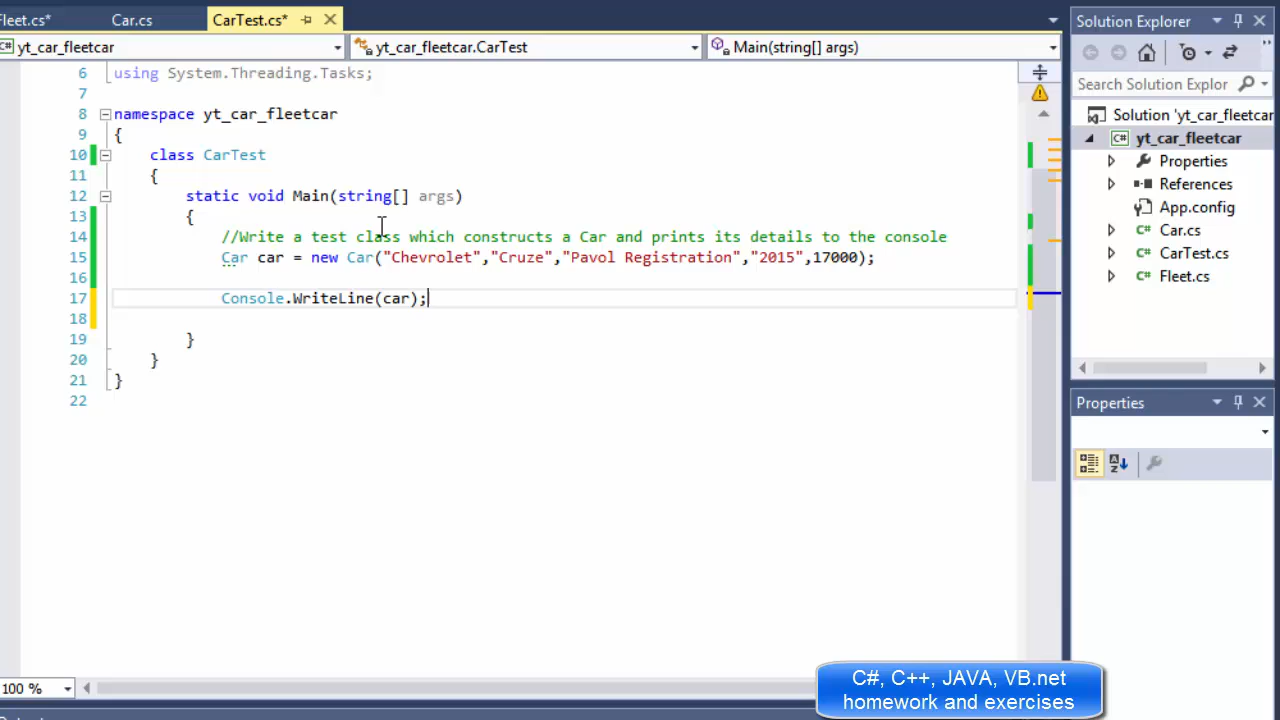 Fleet.cs*
Car.cs
CarTest.cs*
yt_car_fleetcar
yt_car_fleetcar.CarTest
Main(string[] args)
6 using System.Threading.Tasks;
7
8 namespace yt_car_fleetcar
9 {
10 class CarTest
11 {
12 static void Main(string[] args)
13 {
14 //Write a test class which constructs a Car and prints its details to the console
15 Car car = new Car("Chevrolet","Cruze","Pavol Registration","2015",17000);
16
17 Console.WriteLine(car);
18
19 }
20 }
21 }
22
100 %
Solution Explorer
Search Solution Explor
Solution 'yt_car_fleetcar
yt_car_fleetcar
Properties
References
App.config
Car.cs
CarTest.cs
Fleet.cs
Properties
C#, C++, JAVA, VB.net
homework and exercises